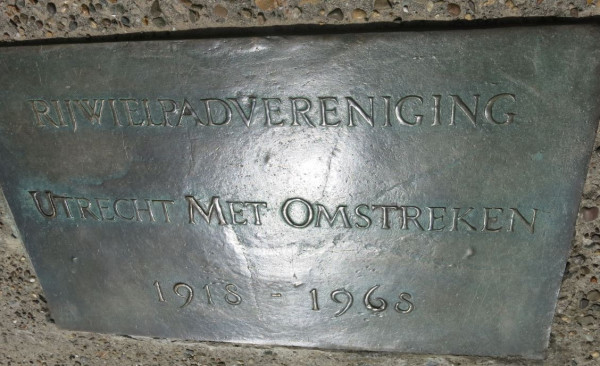 RIJWIELPADVERENIGING
UTRECHT MET OMSTREKEN
1918 - 1968